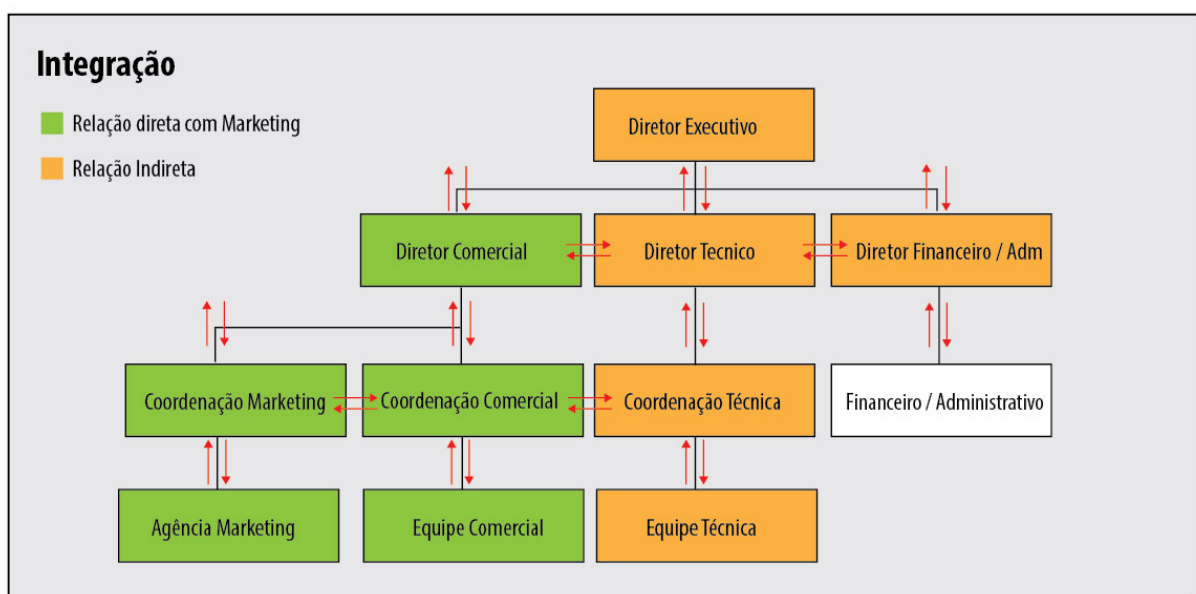 Integração
Relação direta com Marketing
Relação Indireta
Diretor Executivo
Diretor Comercial
Diretor Tecnico
Diretor Financeiro / Adm
Coordenação Marketing
Coordenação Comercial
Coordenação Técnica
Financeiro / Administrativo
Agência Marketing
Equipe Comercial
Equipe Técnica